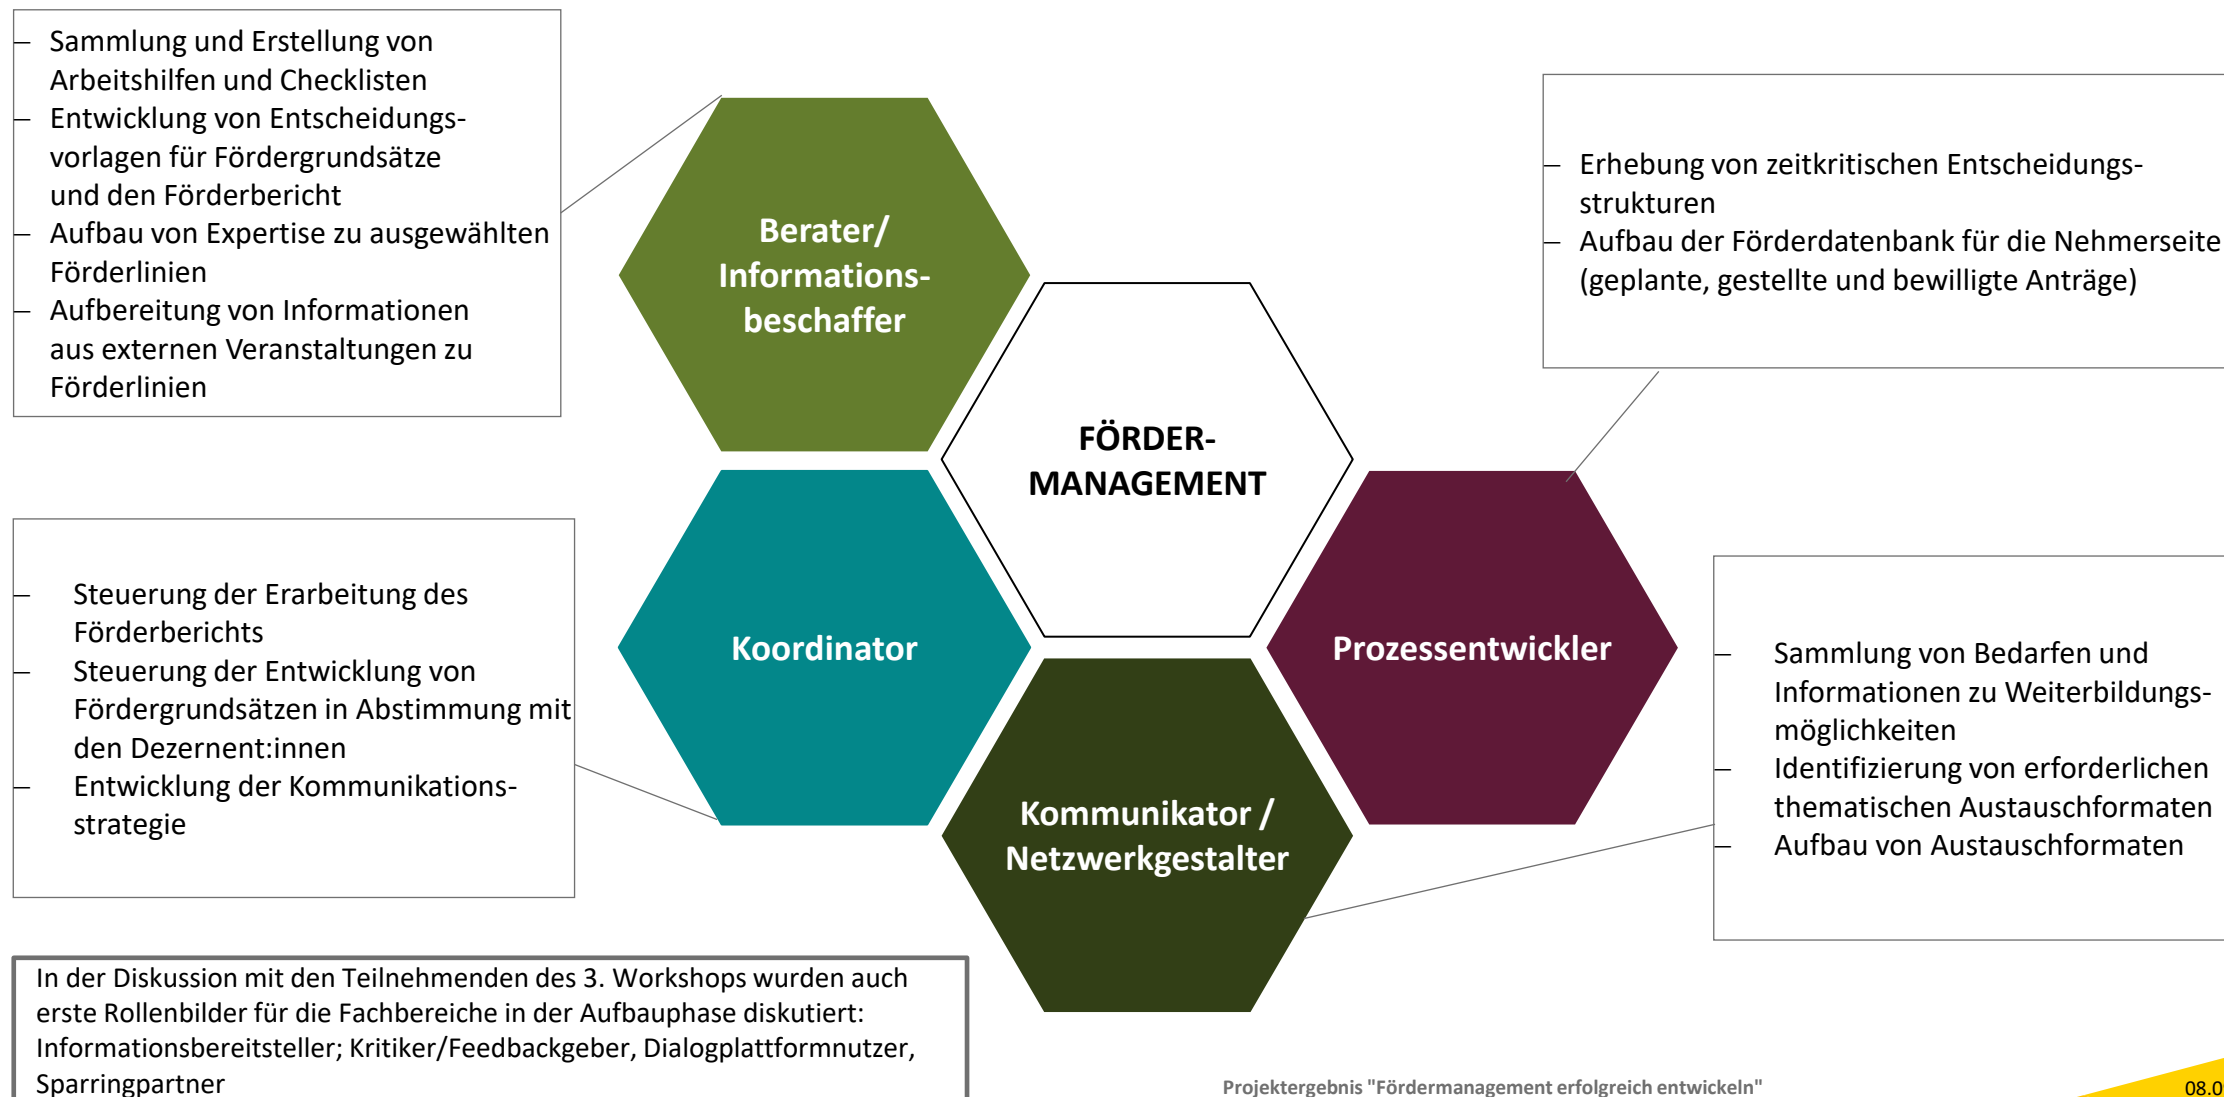 – Sammlung und Erstellung von
Arbeitshilfen und Checklisten
– Entwicklung von Entscheidungs-
vorlagen für Fördergrundsätze
und den Förderbericht
– Aufbau von Expertise zu ausgewählten
Förderlinien
– Aufbereitung von Informationen
aus externen Veranstaltungen zu
Förderlinien
Berater/
Informations-
beschaffer
– Erhebung von zeitkritischen Entscheidungs-
strukturen
– Aufbau der Förderdatenbank für die Nehmerseite
(geplante, gestellte und bewilligte Anträge)
FÖRDER-
MANAGEMENT
– Steuerung der Erarbeitung des
Förderberichts
– Steuerung der Entwicklung von
Fördergrundsätzen in Abstimmung mit
den Dezernent:innen
– Entwicklung der Kommunikations-
strategie
Koordinator
Prozessentwickler
Kommunikator /
Netzwerkgestalter
– Sammlung von Bedarfen und
Informationen zu Weiterbildungs-
möglichkeiten
– Identifizierung von erforderlichen
thematischen Austauschformaten
– Aufbau von Austauschformaten
In der Diskussion mit den Teilnehmenden des 3. Workshops wurden auch
erste Rollenbilder für die Fachbereiche in der Aufbauphase diskutiert:
Informationsbereitsteller; Kritiker/Feedbackgeber, Dialogplattformnutzer,
Sparringpartner
Projektergebnis "Fördermanagement erfolgreich entwickeln"